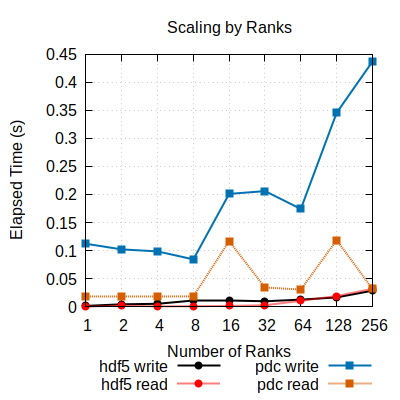 Scaling by Ranks
Elapsed Time (s)
0.45
0.4
0.35
0.3
0.25
0.2
0.15
0.1
0.05
0
1 2 4 8 16 32 64 128 256
Number of Ranks
hdf5 write pdc write
hdf5 read pdc read